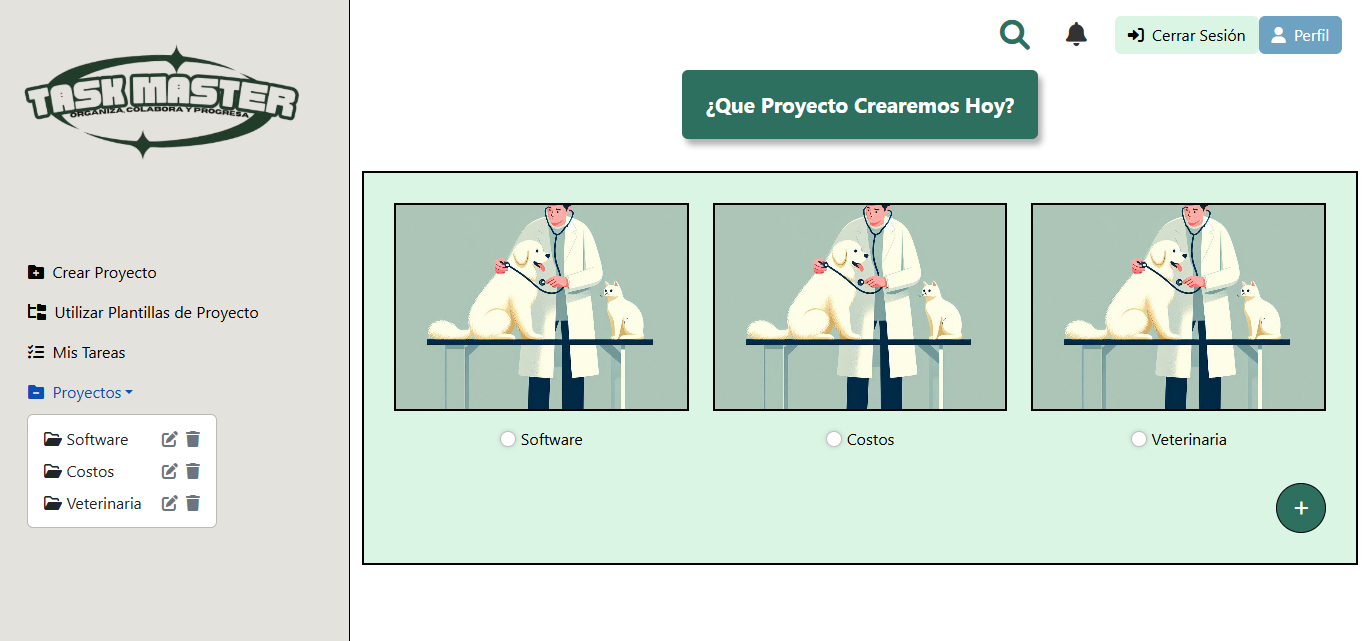 TASK MASTER
ORGANIZA, COLABORA Y PROGRESA
Crear Proyecto
Utilizar Plantillas de Proyecto
Mis Tareas
Proyectos
Software
Costos
Veterinaria
Cerrar Sesión
Perfil
¿Que Proyecto Crearemos Hoy?
Software
Costos
Veterinaria
+